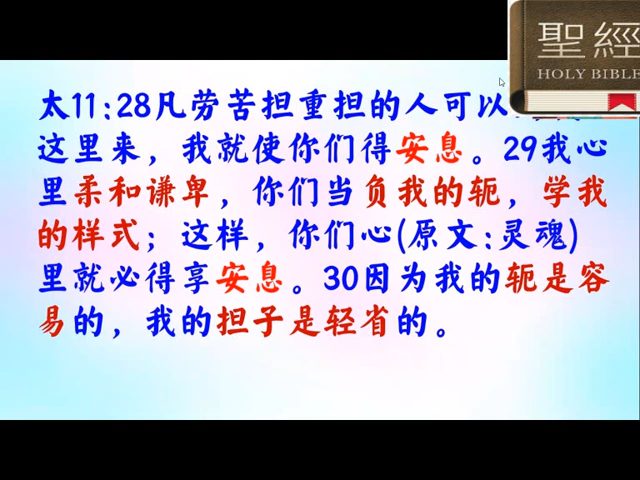 聖經
HOLY BIBLE
太11:28凡劳苦担重担的人可以
这里来，我就使你们得安息。29我心
里柔和谦卑，你们当负我的轭，学我
的样式；这样，你们心(原文:灵魂)
里就必得享安息。30因为我的轭是容
易的，我的担子是轻省的。